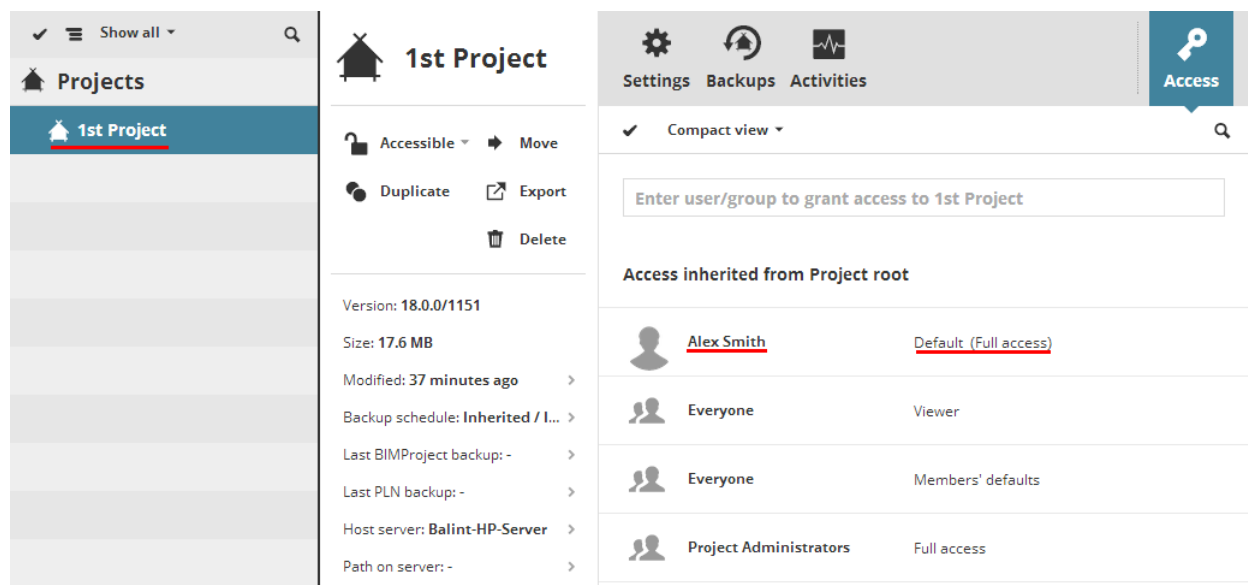 Show all
Projects
1st Project
1st Project
Accessible
Move
Duplicate
Export
Delete
Version: 18.0.0/1151
Size: 17.6 MB
Modified: 37 minutes ago
Backup schedule: Inherited / I...
Last BIMProject backup: -
Last PLN backup: -
Host server: Balint-HP-Server
Path on server: -
Settings
Backups
Activities
Access
Compact view
Enter user/group to grant access to 1st Project
Access inherited from Project root
Alex Smith Default (Full access)
Everyone Viewer
Everyone Members' defaults
Project Administrators Full access